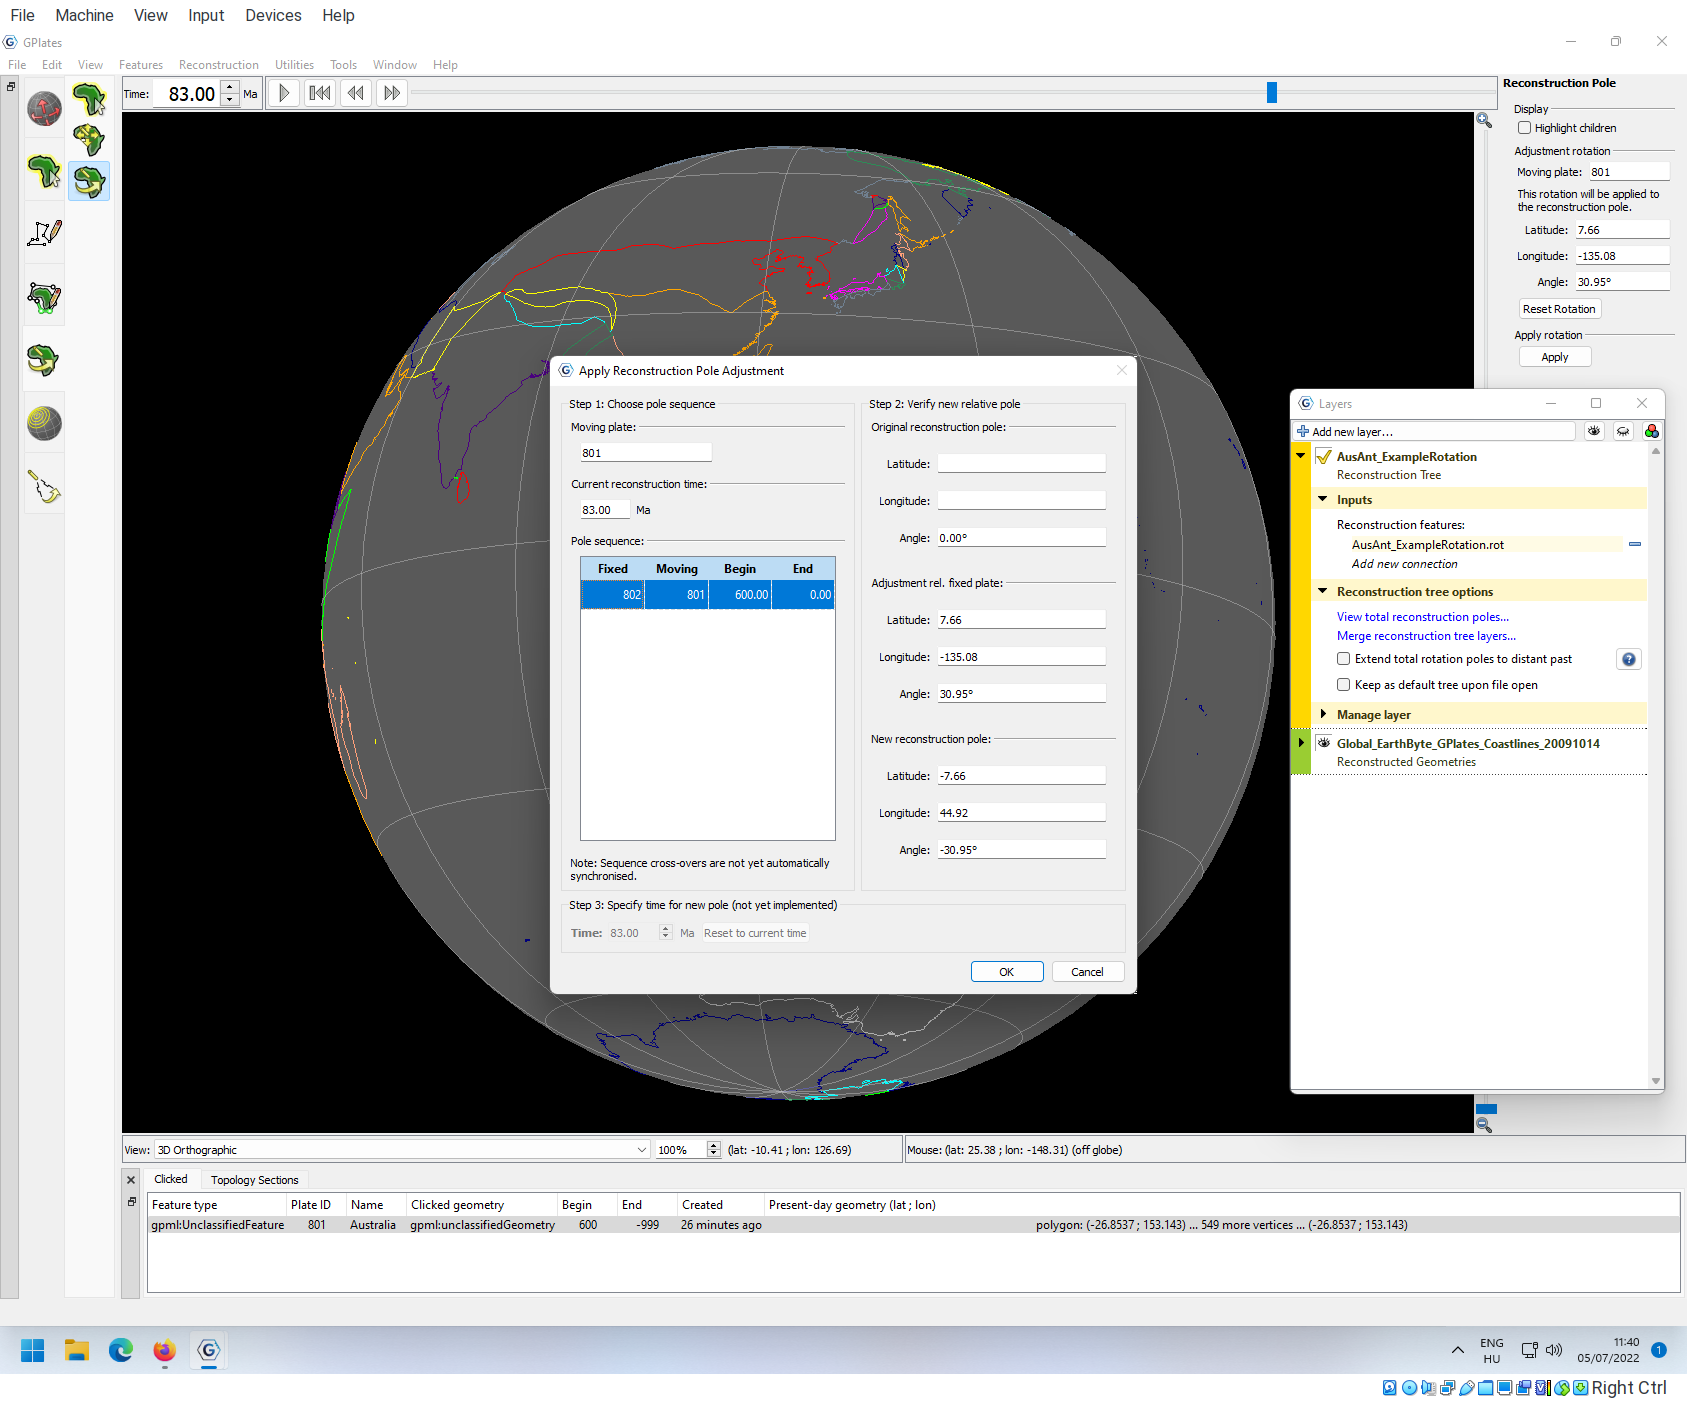 File Machine View Input Devices Help
GPlates
File Edit View Features Reconstruction Utilities Tools Window Help
Time: 83.00 Ma
Reconstruction Pole
Display
Highlight children
Adjustment rotation
Moving plate: 801
This rotation will be applied to
the reconstruction pole.
Latitude: 7.66
Longitude: -135.08
Angle: 30.95°
Reset Rotation
Apply rotation
Apply
Apply Reconstruction Pole Adjustment
Step 1: Choose pole sequence
Moving plate:
801
Current reconstruction time:
83.00 Ma
Pole sequence:
Fixed Moving Begin End
802 801 600.00 0.00
Note: Sequence cross-overs are not yet automatically
synchronised.
Step 2: Verify new relative pole
Original reconstruction pole:
Latitude:
Longitude:
Angle: 0.00°
Adjustment rel. fixed plate:
Latitude: 7.66
Longitude: -135.08
Angle: 30.95°
New reconstruction pole:
Latitude: -7.66
Longitude: 44.92
Angle: -30.95°
Step 3: Specify time for new pole (not yet implemented)
Time: 83.00 Ma Reset to current time
OK Cancel
Layers
Add new layer...
AusAnt_ExampleRotation
Reconstruction Tree
Inputs
Reconstruction features:
AusAnt_ExampleRotation.rot
Add new connection
Reconstruction tree options
View total reconstruction poles...
Merge reconstruction tree layers...
Extend total rotation poles to distant past
Keep as default tree upon file open
Manage layer
Global_EarthByte_GPlates_Coastlines_20091014
Reconstructed Geometries
View: 3D Orthographic 100% (lat: -10.41 ; lon: 126.69) Mouse: (lat: 25.38 ; lon: -148.31) (off globe)
Clicked Topology Sections
Feature type Plate ID Name Clicked geometry Begin End Created Present-day geometry (lat ; lon)
gpml:UnclassifiedFeature 801 Australia gpml:unclassifiedGeometry 600 -999 26 minutes ago polygon: (-26.8537 ; 153.143) ... 549 more vertices ... (-26.8537 ; 153.143)
ENG
HU
11:40
05/07/2022
1
Right Ctrl